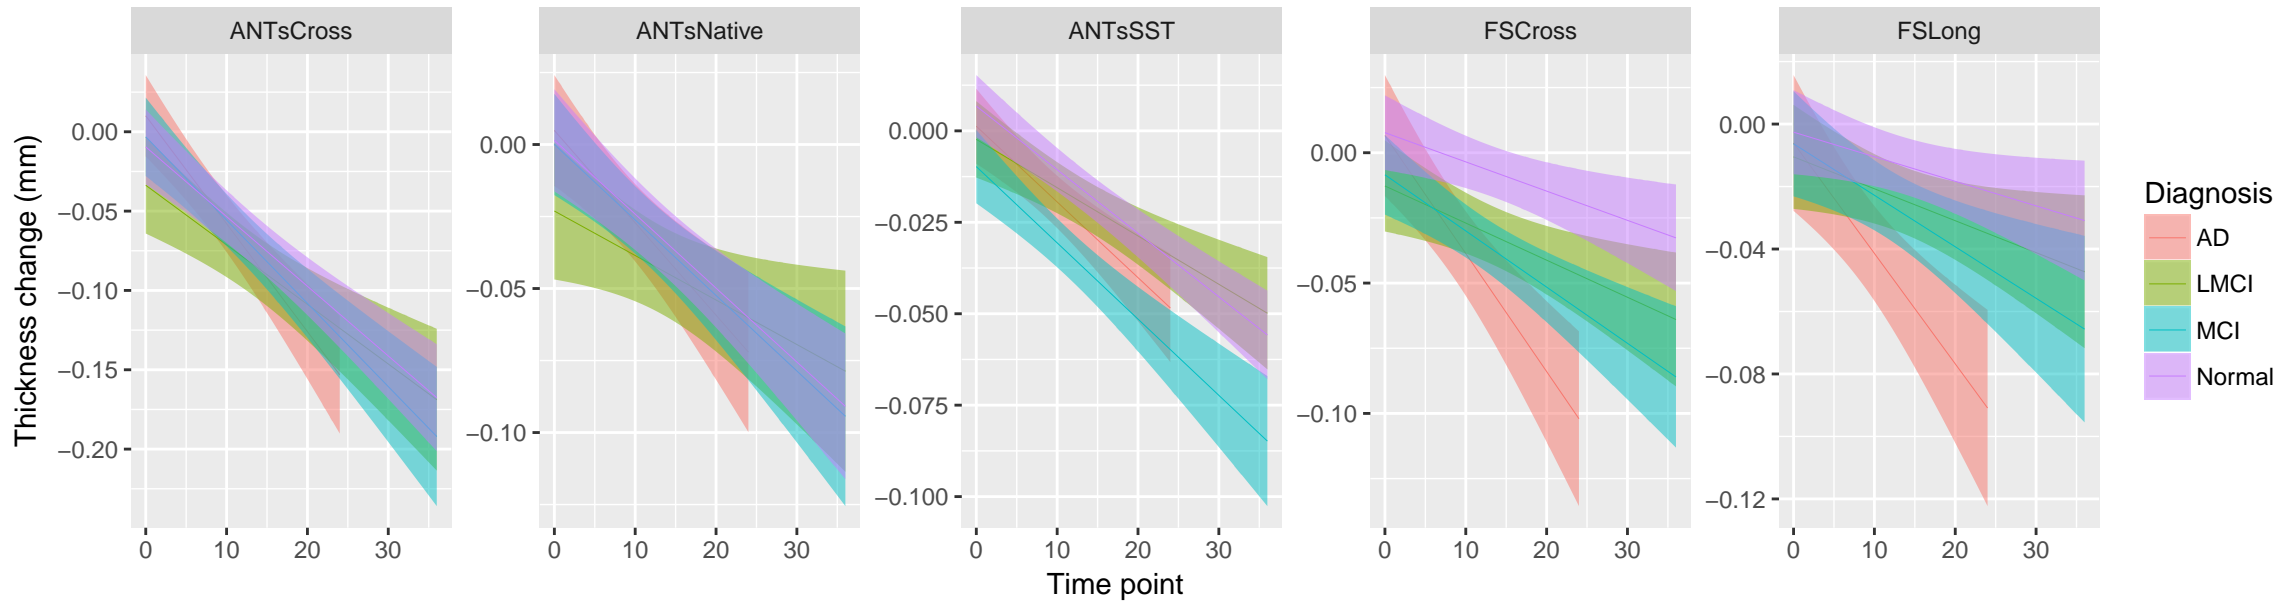 ANTsCross ANTsNative ANTsSST FSCross FSLong
Thickness change (mm)
0.00
−0.05
−0.10
−0.15
−0.20
0 10 20 30
0.00
−0.05
−0.10
0 10 20 30
0.000
−0.025
−0.050
−0.075
−0.100
0 10 20 30
0.00
−0.05
−0.10
0 10 20 30
0.00
−0.04
−0.08
−0.12
0 10 20 30
Time point
Diagnosis
AD
LMCI
MCI
Normal